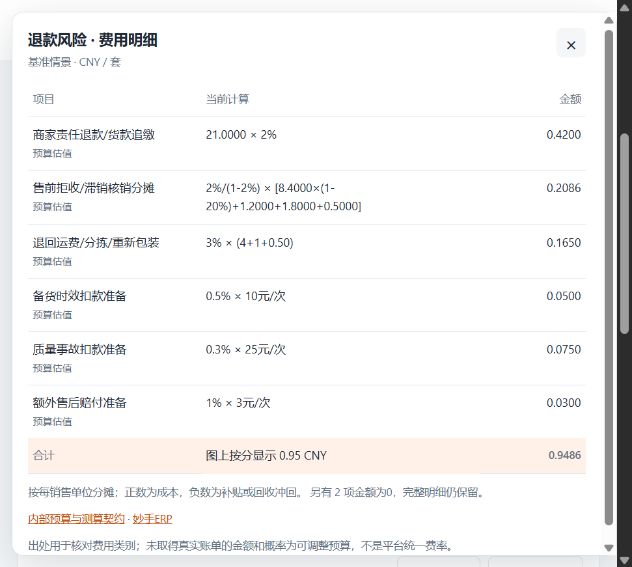 退款风险 · 费用明细
×
基准情景 · CNY / 套
项目 当前计算 金额
商家责任退款/货款追缴 21.0000 × 2% 0.4200
预算估值
售前拒收/滞销核销分摊 2%/(1-2%) × [8.4000×(1- 0.2086
预算估值 20%)+1.2000+1.8000+0.5000]
退回运费/分拣/重新包装 3% × (4+1+0.50) 0.1650
预算估值
备货时效扣款准备 0.5% × 10元/次 0.0500
预算估值
质量事故扣款准备 0.3% × 25元/次 0.0750
预算估值
额外售后赔付准备 1% × 3元/次 0.0300
预算估值
合计 图上按分显示 0.95 CNY 0.9486
按每销售单位分摊；正数为成本，负数为补贴或回收冲回。 另有 2 项金额为0，完整明细仍保留。
内部预算与测算契约 · 妙手ERP
出处用于核对费用类别；未取得真实账单的金额和概率为可调整预算，不是平台统一费率。